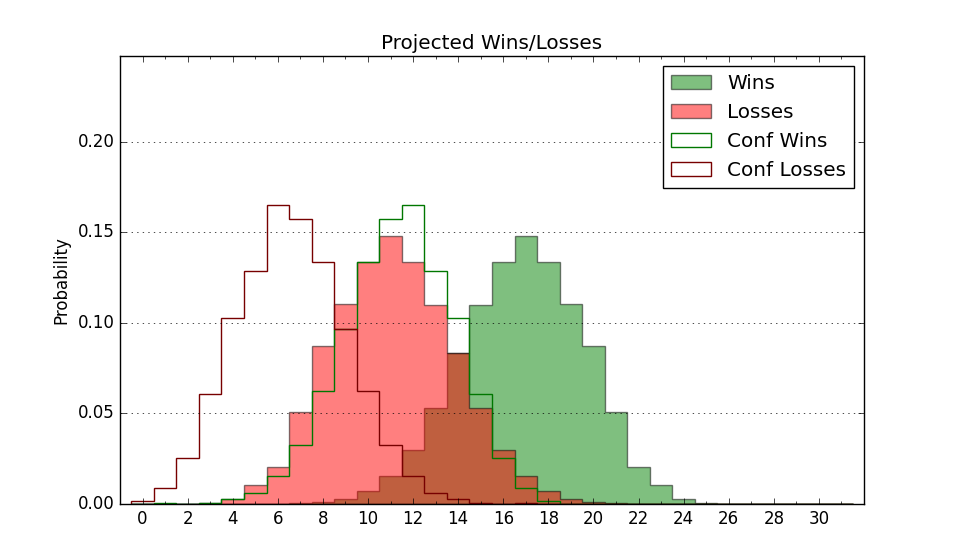 Projected Wins/Losses
Wins
Losses
Conf Wins
Conf Losses
Probability
0.20
0.15
0.10
0.05
0.00
0 2 4 6 8 10 12 14 16 18 20 22 24 26 28 30